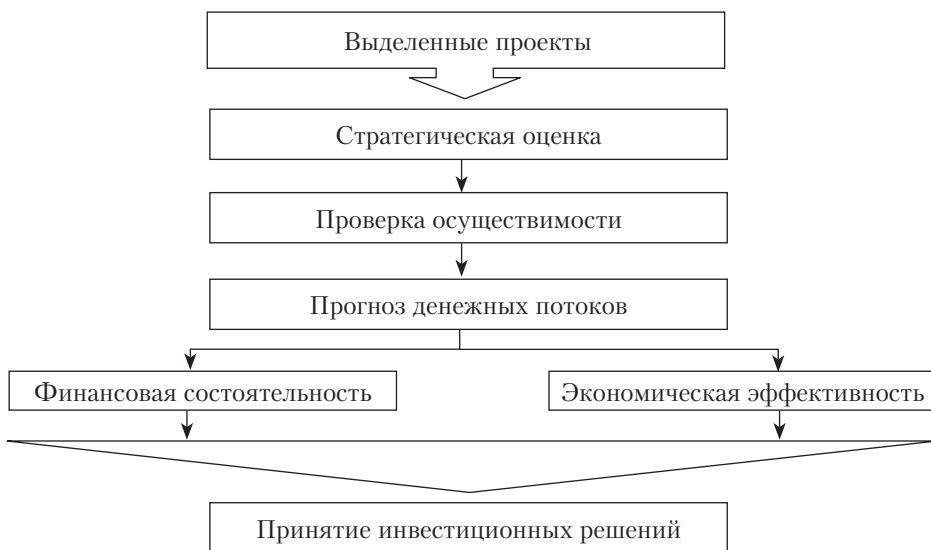 Выделенные проекты
Стратегическая оценка
Проверка осуществимости
Прогноз денежных потоков
Финансовая состоятельность
Экономическая эффективность
Принятие инвестиционных решений